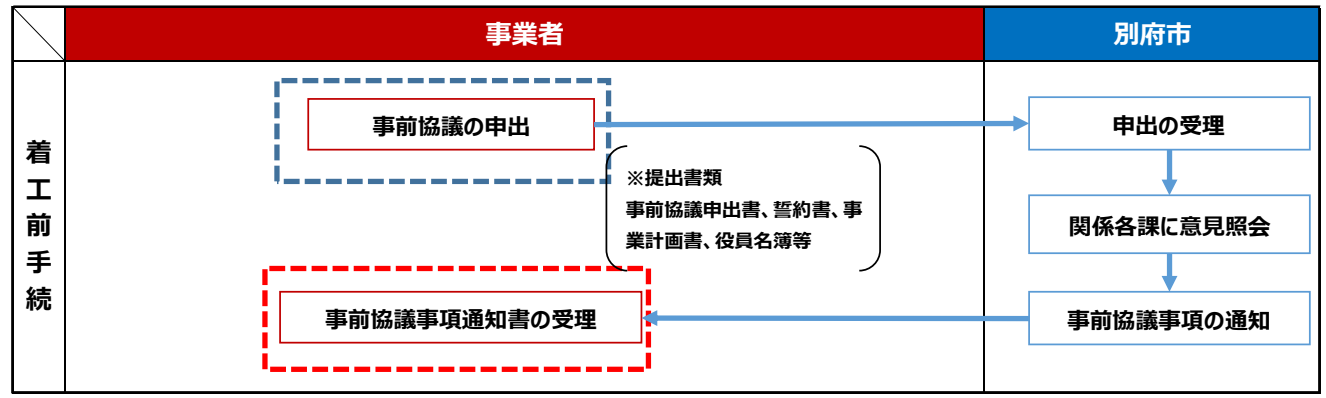 事業者
別府市
着工前手続
事前協議の申出
申出の受理
※提出書類
事前協議申出書、誓約書、事
業計画書、役員名簿等
関係各課に意見照会
事前協議事項通知書の受理
事前協議事項の通知